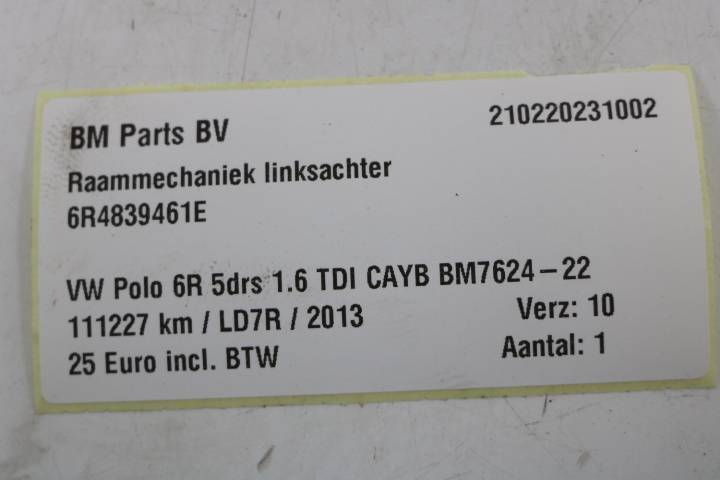 BM Parts BV 210220231002
Raammechaniek linksachter
6R4839461E
VW Polo 6R 5drs 1.6 TDI CAYB BM7624-22
111227 km / LD7R / 2013 Verz: 10
25 Euro incl. BTW Aantal: 1